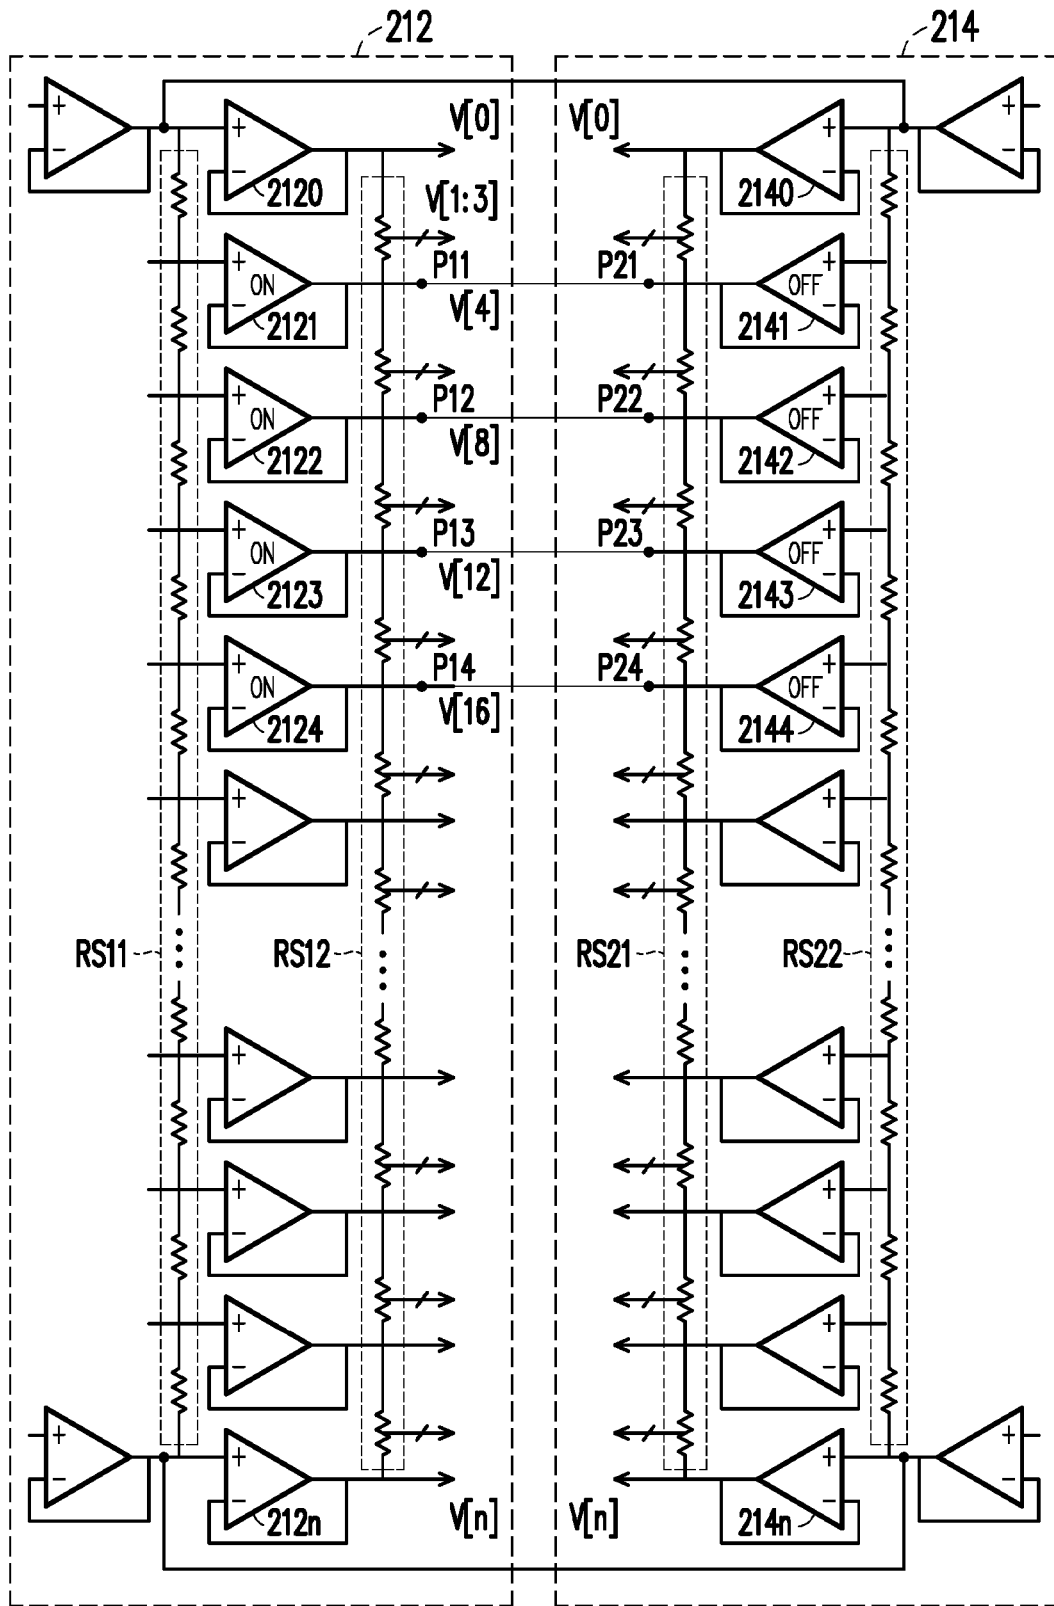 212
214
+
−
+
−
2120
V[0]
V[0]
+
−
2140
+
−
V[1:3]
+
−
ON
2121
P11
V[4]
P21
+
−
OFF
2141
+
−
ON
2122
P12
V[8]
P22
+
−
OFF
2142
+
−
ON
2123
P13
V[12]
P23
+
−
OFF
2143
+
−
ON
2124
P14
V[16]
P24
+
−
OFF
2144
+
−
+
−
RS11
RS12
RS21
RS22
+
−
+
−
+
−
+
−
+
−
+
−
+
−
+
−
212n
V[n]
V[n]
+
−
214n
+
−